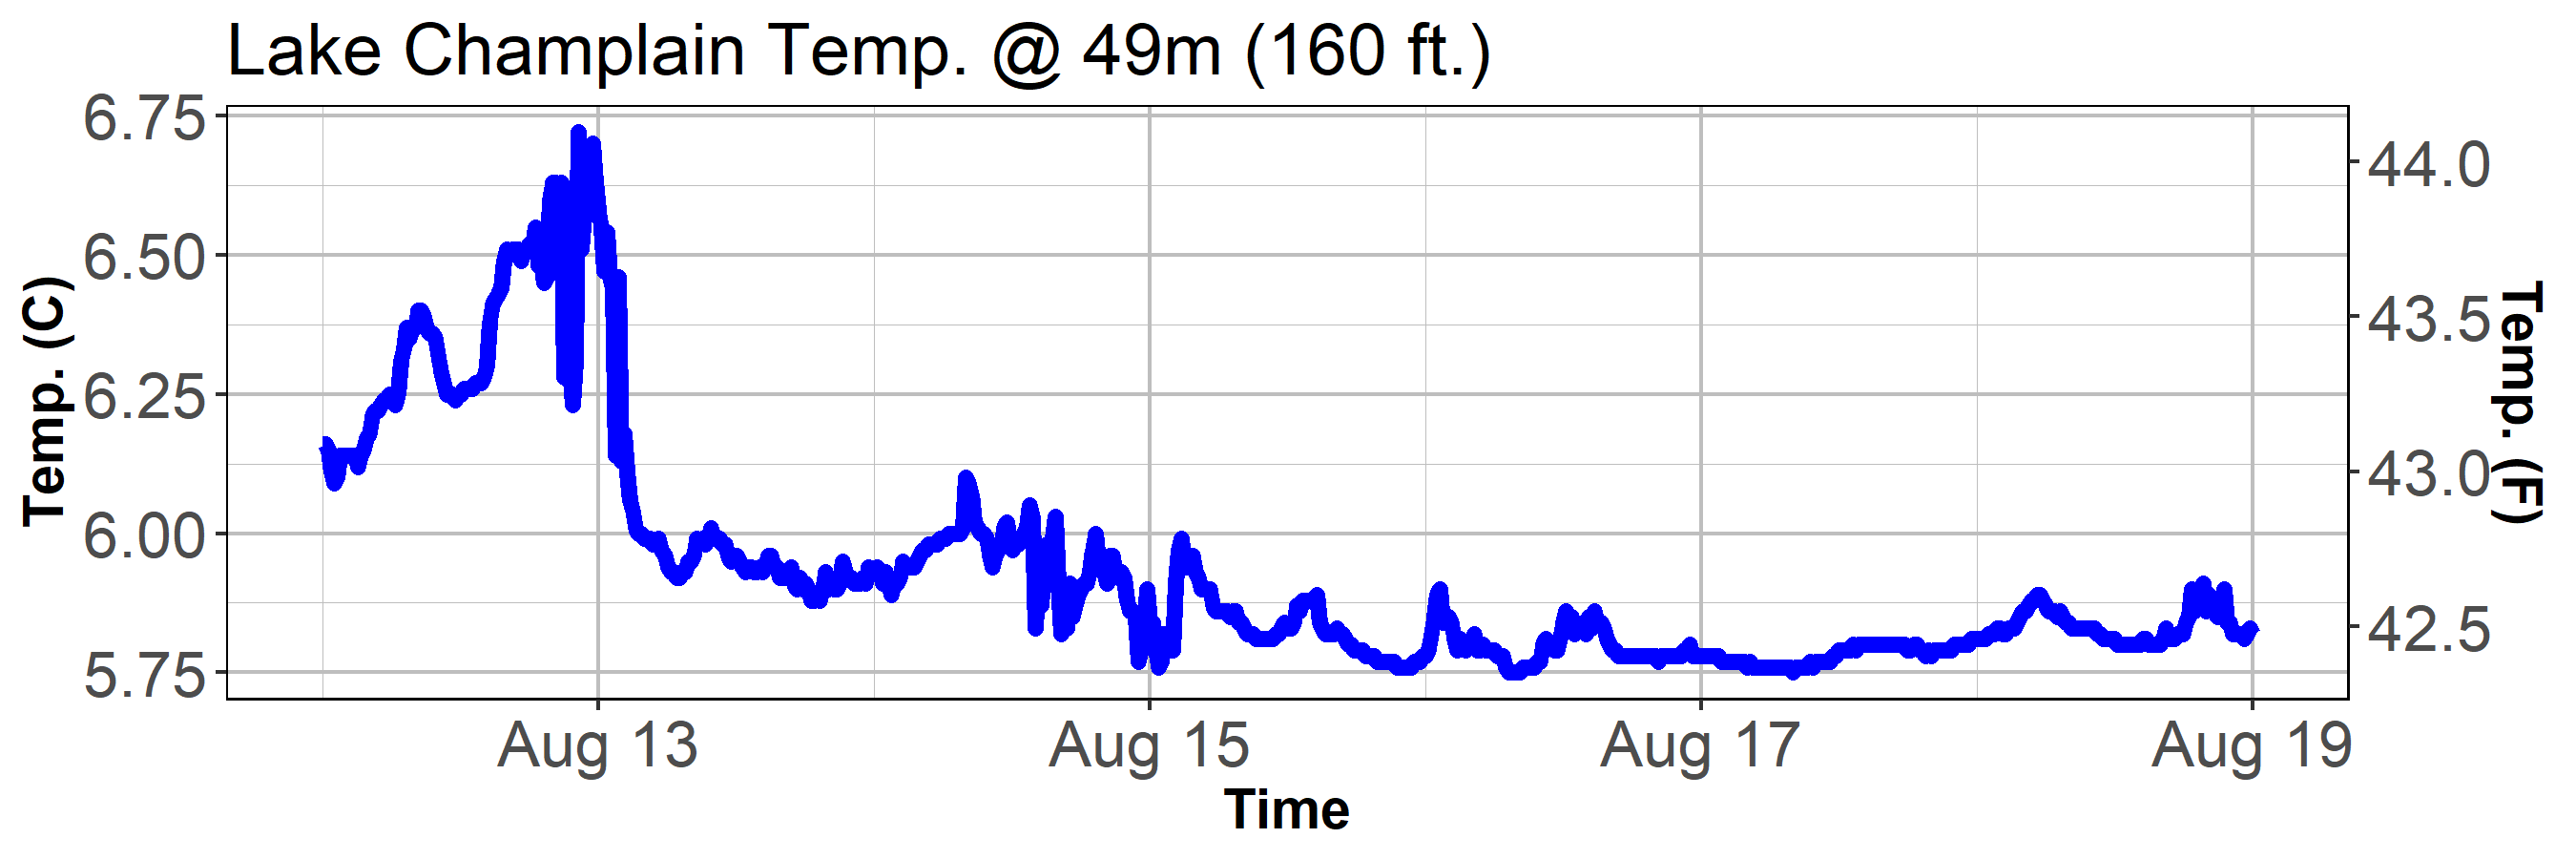 Lake Champlain Temp. @ 49m (160 ft.)
6.75
6.50
6.25
6.00
5.75
Temp. (C)
44.0
43.5
43.0
42.5
Temp. (F)
Aug 13
Aug 15
Aug 17
Aug 19
Time